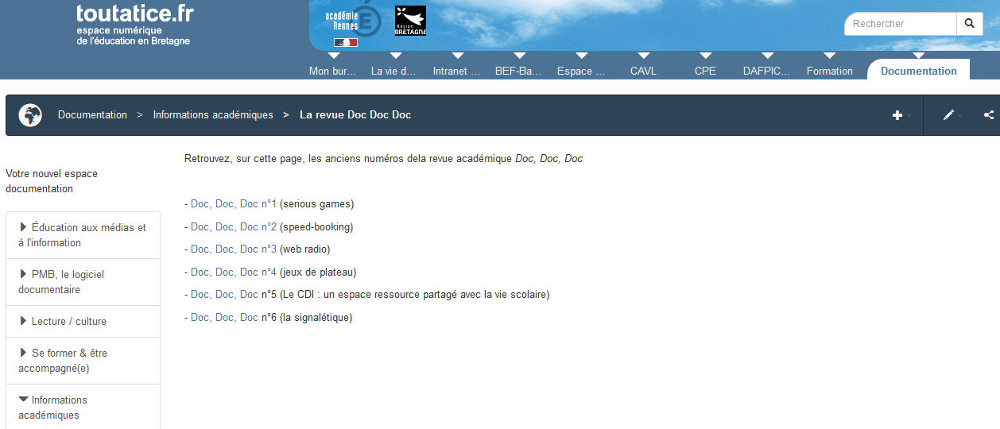 toutatice.fr
espace numérique
de l'éducation en Bretagne
académie
Rennes
É
Région
BRETAGNE
Rechercher
Mon bur...
La vie d...
Intranet ...
BEF-Ba...
Espace ...
CAVL
CPE
DAFPIC...
Formation
Documentation
Documentation > Informations académiques > La revue Doc Doc Doc
Votre nouvel espace
documentation
Éducation aux médias et
à l'information
PMB, le logiciel
documentaire
Lecture / culture
Se former & être
accompagné(e)
Informations
académiques
Retrouvez, sur cette page, les anciens numéros dela revue académique Doc, Doc, Doc
- Doc, Doc, Doc n°1 (serious games)
- Doc, Doc, Doc n°2 (speed-booking)
- Doc, Doc, Doc n°3 (web radio)
- Doc, Doc, Doc n°4 (jeux de plateau)
- Doc, Doc, Doc n°5 (Le CDI : un espace ressource partagé avec la vie scolaire)
- Doc, Doc, Doc n°6 (la signalétique)